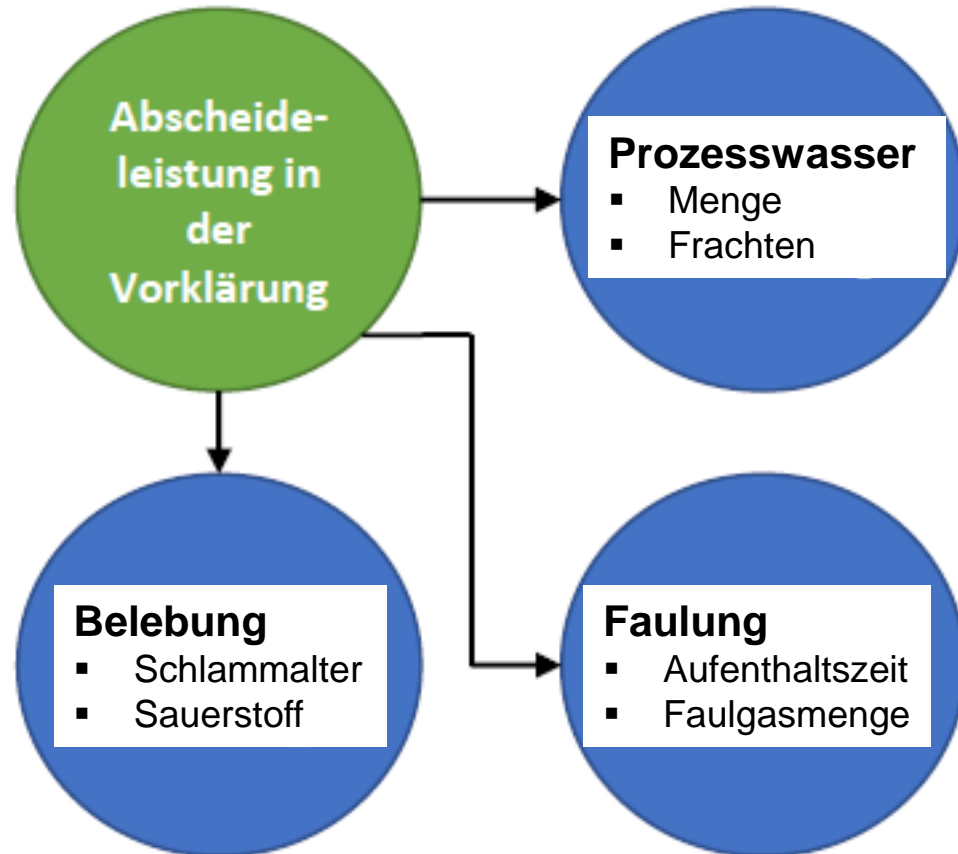 Abscheide-
leistung in
der
Vorklärung
Prozesswasser
▪ Menge
▪ Frachten
Belebung
▪ Schlammalter
▪ Sauerstoff
Faulung
▪ Aufenthaltszeit
▪ Faulgasmenge